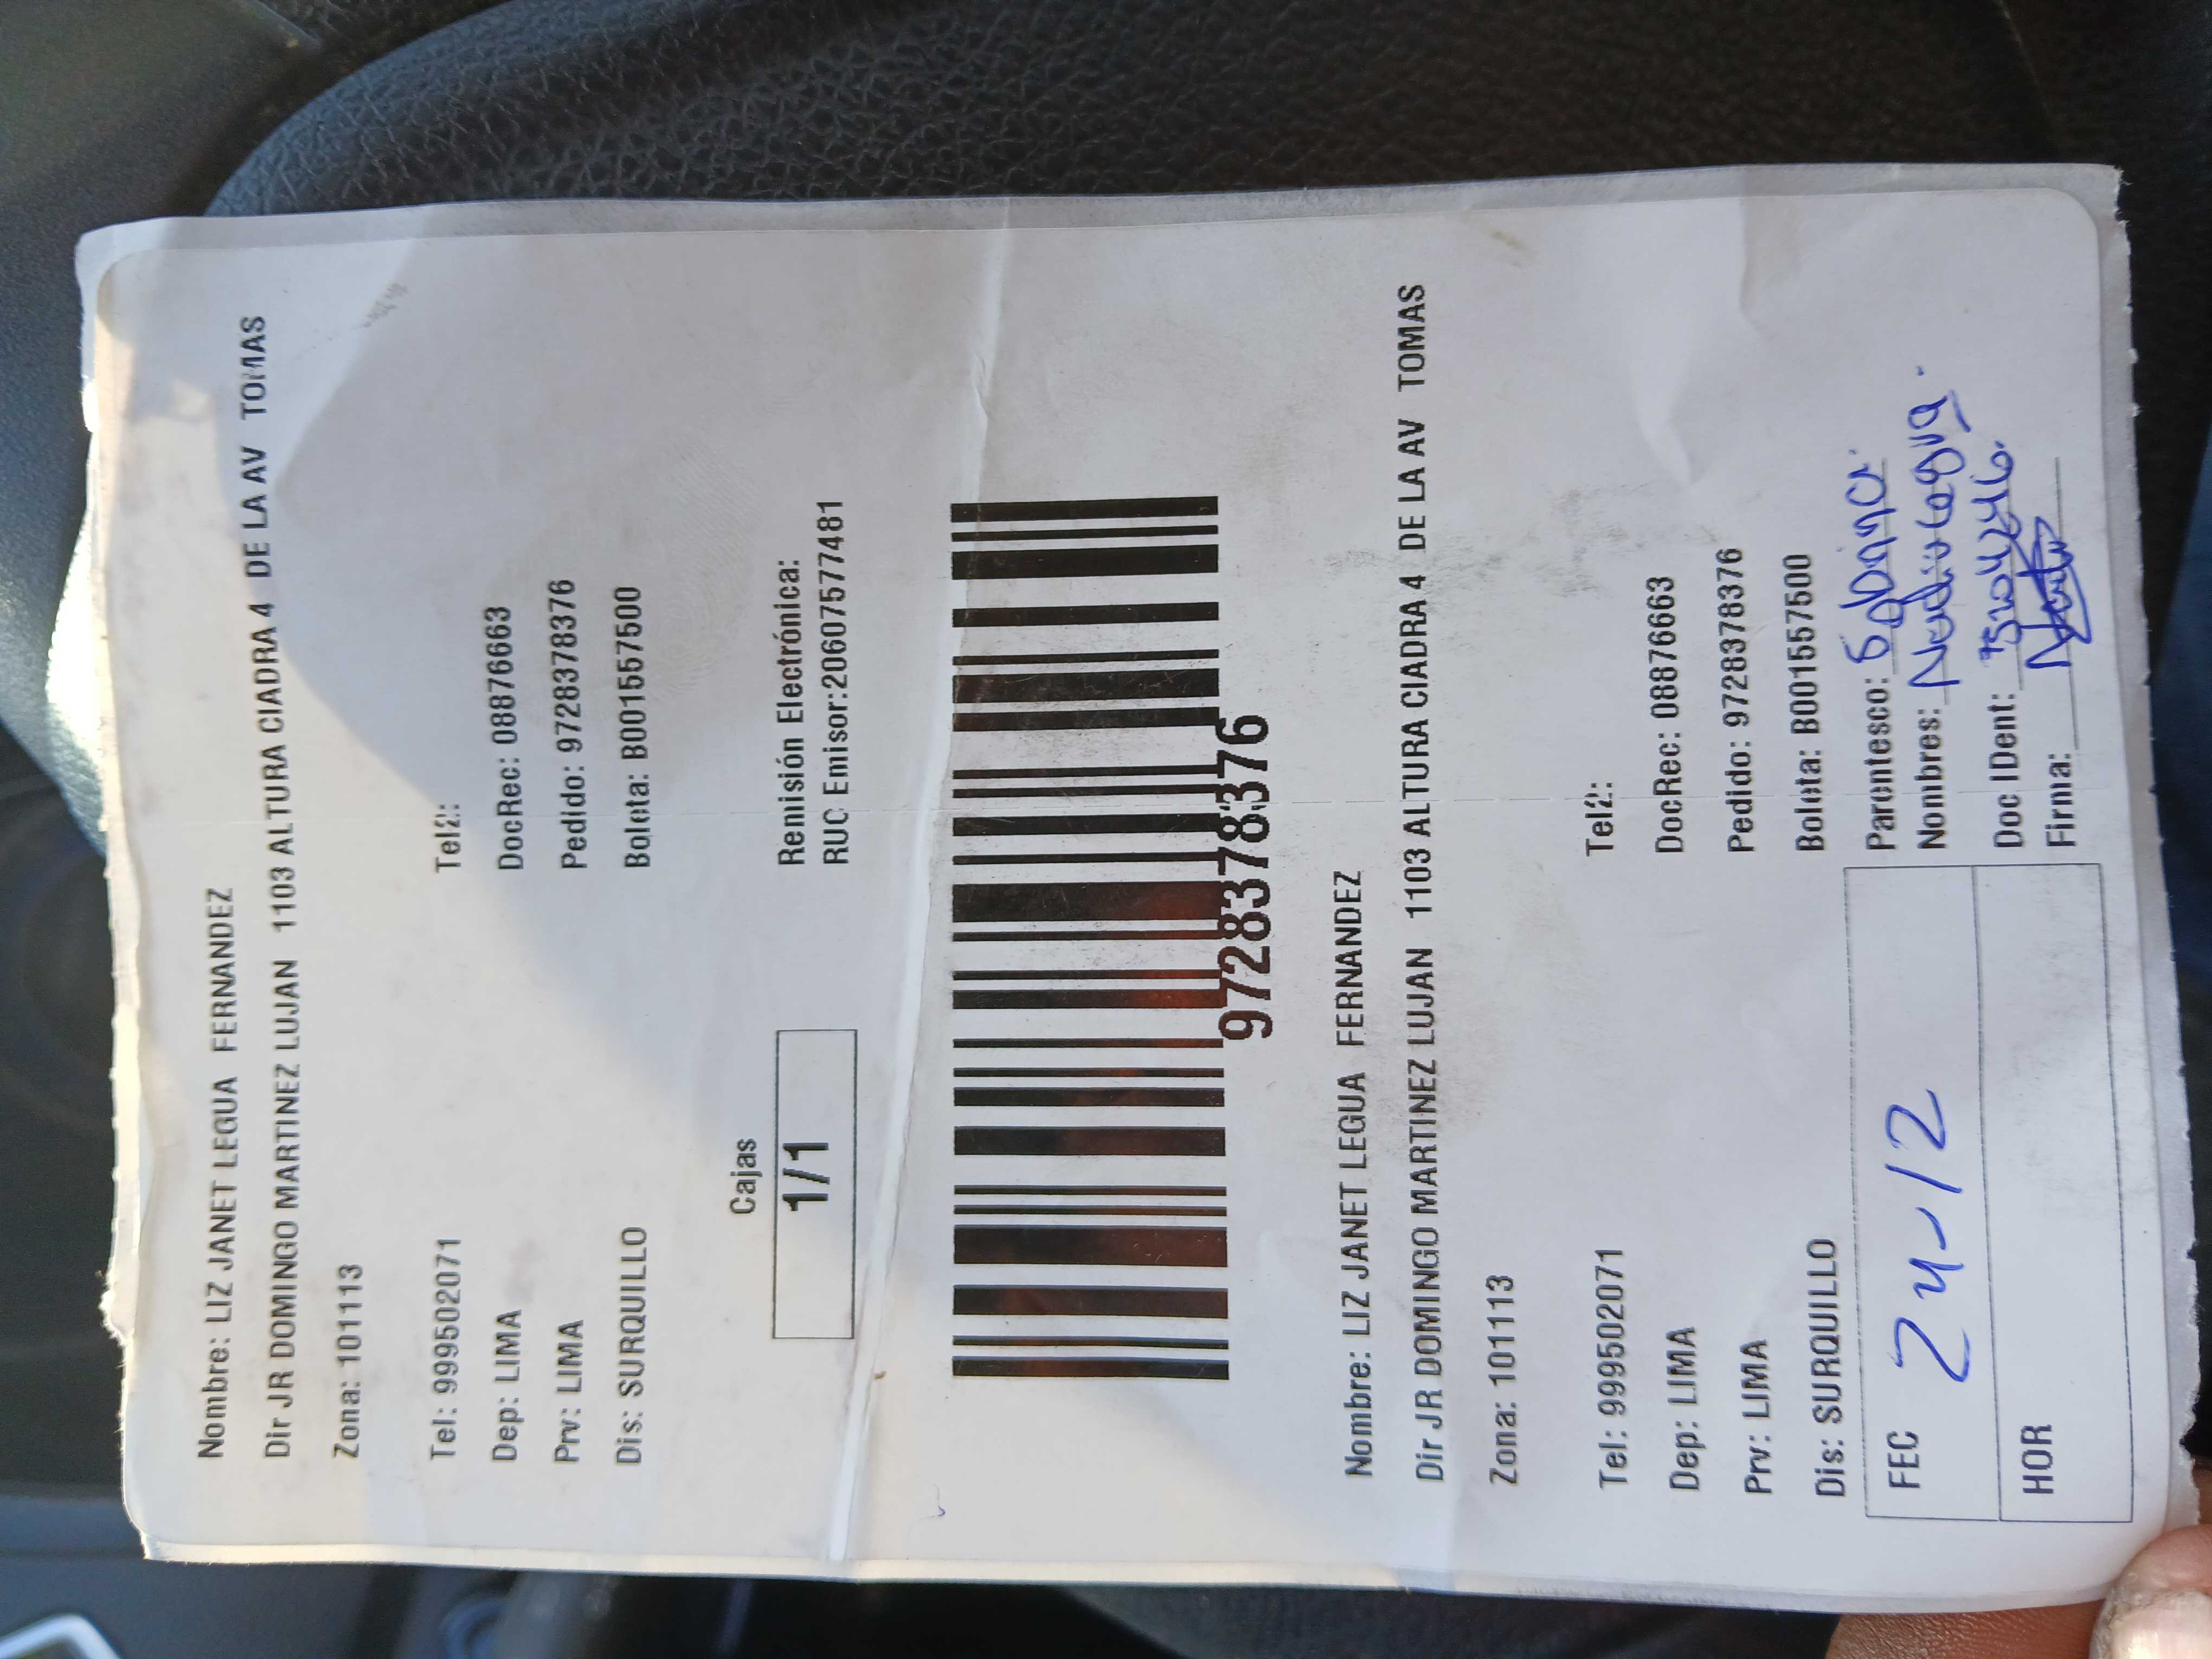 Nombre: LIZ JANET LEGUA FERNANDEZ
Dir JR DOMINGO MARTINEZ LUJAN 1103 ALTURA CIADRA 4 DE LA AV TOMAS
Zona: 101113
Tel: 999502071 Tel2:
Dep: LIMA DocRec: 08876663
Prv: LIMA Pedido: 9728378376
Dis: SURQUILLO Boleta: B001557500
Cajas
1/1
Remisión Electrónica:
RUC Emisor:20607577481
9728378376
Nombre: LIZ JANET LEGUA FERNANDEZ
Dir JR DOMINGO MARTINEZ LUJAN 1103 ALTURA CIADRA 4 DE LA AV TOMAS
Zona: 101113
Tel: 999502071 Tel2:
Dep: LIMA DocRec: 08876663
Prv: LIMA Pedido: 9728378376
Dis: SURQUILLO Boleta: B001557500
FEC 24-12
HOR
Parentesco: Sobrina.
Nombres: Legua.
Doc IDent:
Firma: